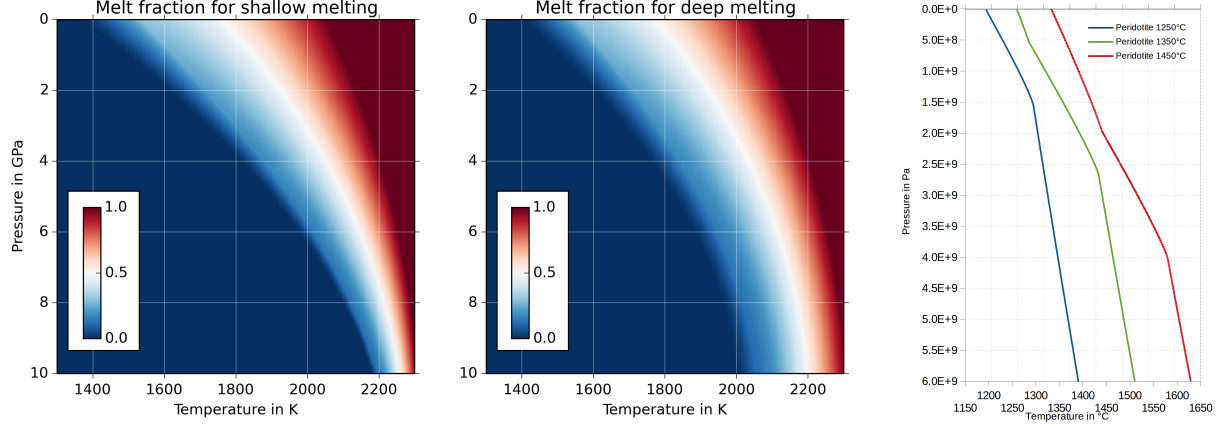 Melt fraction for shallow melting
0
2
4
6
8
10
Pressure in GPa
1.0
0.5
0.0
1400 1600 1800 2000 2200
Temperature in K
Melt fraction for deep melting
0
2
4
6
8
10
1.0
0.5
0.0
1400 1600 1800 2000 2200
Temperature in K
0.0E+0
5.0E+8
1.0E+9
1.5E+9
2.0E+9
2.5E+9
3.0E+9
3.5E+9
4.0E+9
4.5E+9
5.0E+9
5.5E+9
6.0E+9
Pressure in Pa
Peridotite 1250°C
Peridotite 1350°C
Peridotite 1450°C
1200 1300 1400 1500 1600
1150 1250 1350 1450 1550 1650
Temperature in °C